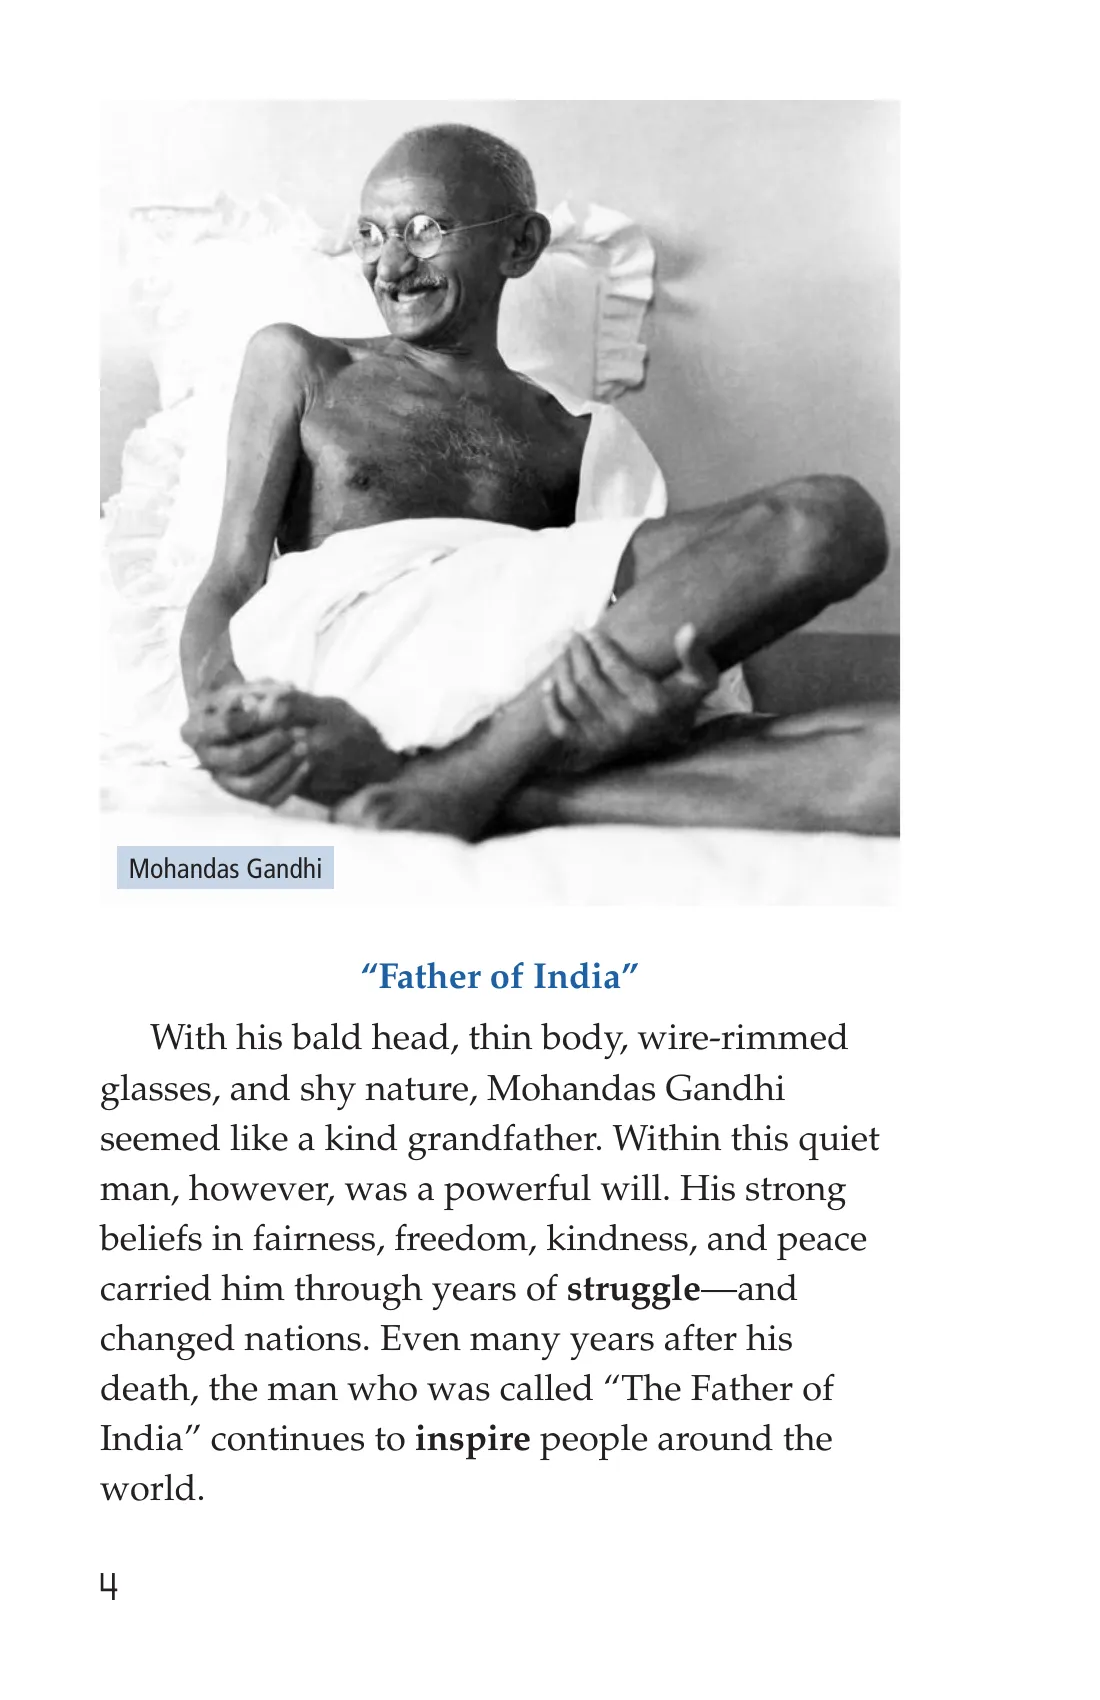 Mohandas Gandhi
“Father of India”
With his bald head, thin body, wire-rimmed
glasses, and shy nature, Mohandas Gandhi
seemed like a kind grandfather. Within this quiet
man, however, was a powerful will. His strong
beliefs in fairness, freedom, kindness, and peace
carried him through years of struggle—and
changed nations. Even many years after his
death, the man who was called “The Father of
India” continues to inspire people around the
world.
4